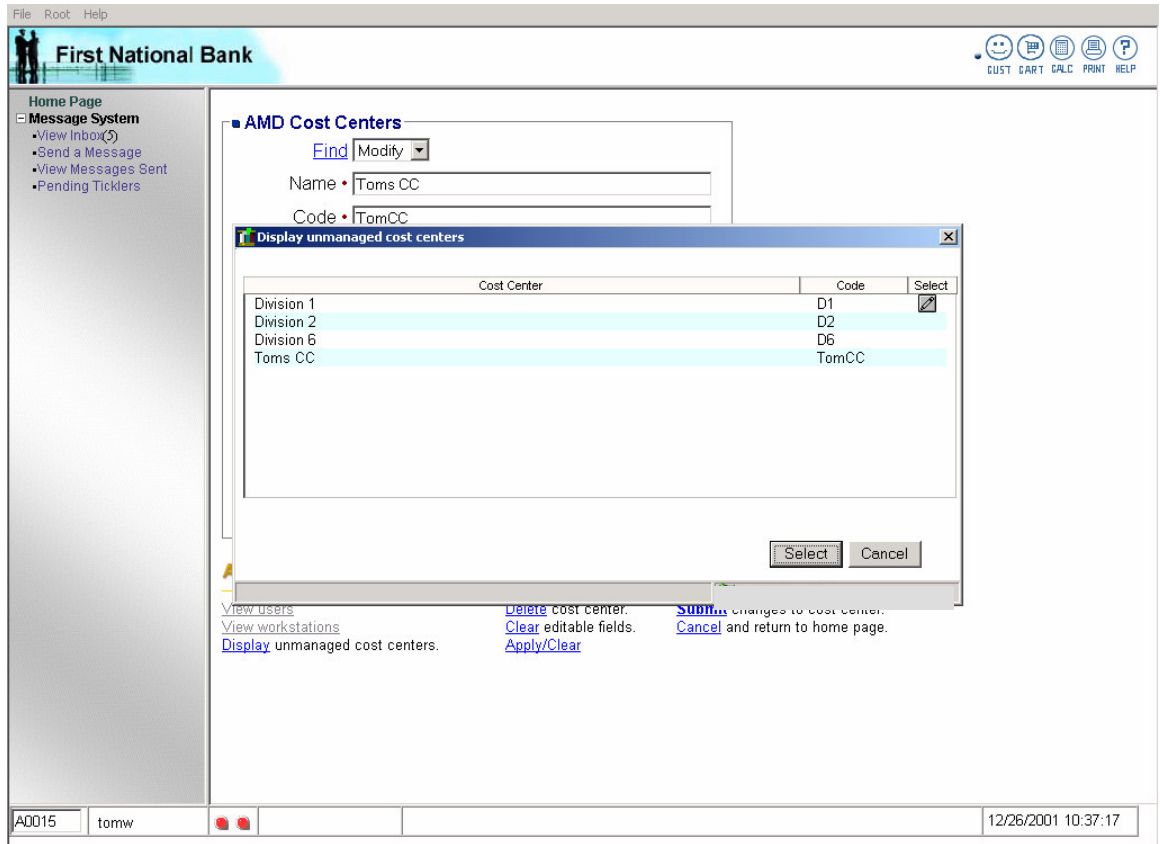 File Root Help
First National Bank
CUST CART CALC PRINT HELP
Home Page
Message System
View Inbox(5)
Send a Message
View Messages Sent
Pending Ticklers
AMD Cost Centers
Find Modify
Name • Toms CC
Code • TomCC
Display unmanaged cost centers
Cost Center Code Select
Division 1 D1
Division 2 D2
Division 6 D6
Toms CC TomCC
Select Cancel
View users Delete cost center. Submit changes to cost center.
View workstations Clear editable fields. Cancel and return to home page.
Display unmanaged cost centers. Apply/Clear
A0015 tomw 12/26/2001 10:37:17